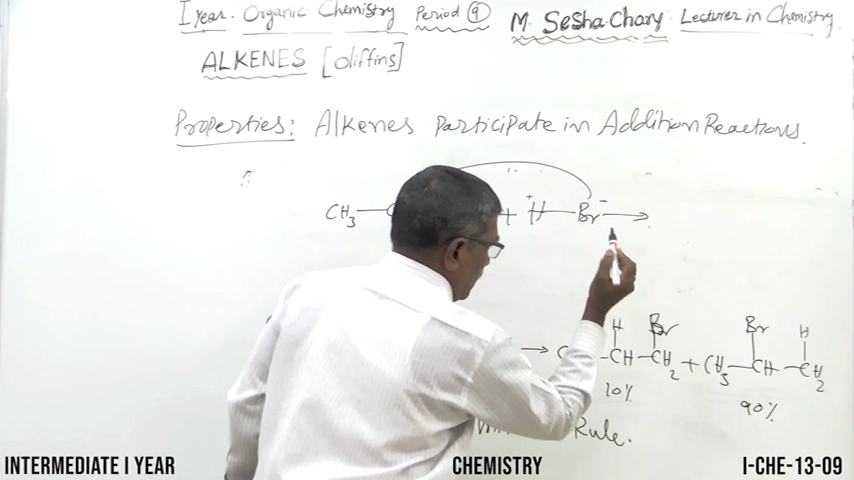 I year. Organic Chemistry Period 9 M. Sesha Chary Lecturer in Chemistry.
ALKENES [oliffins]
Properties: Alkenes participate in Addition Reactions.
CH3 + H — Br →
H Br Br H
→ — CH — CH2 + CH3 — CH — CH2
10% 90%
Rule.
INTERMEDIATE I YEAR CHEMISTRY I-CHE-13-09